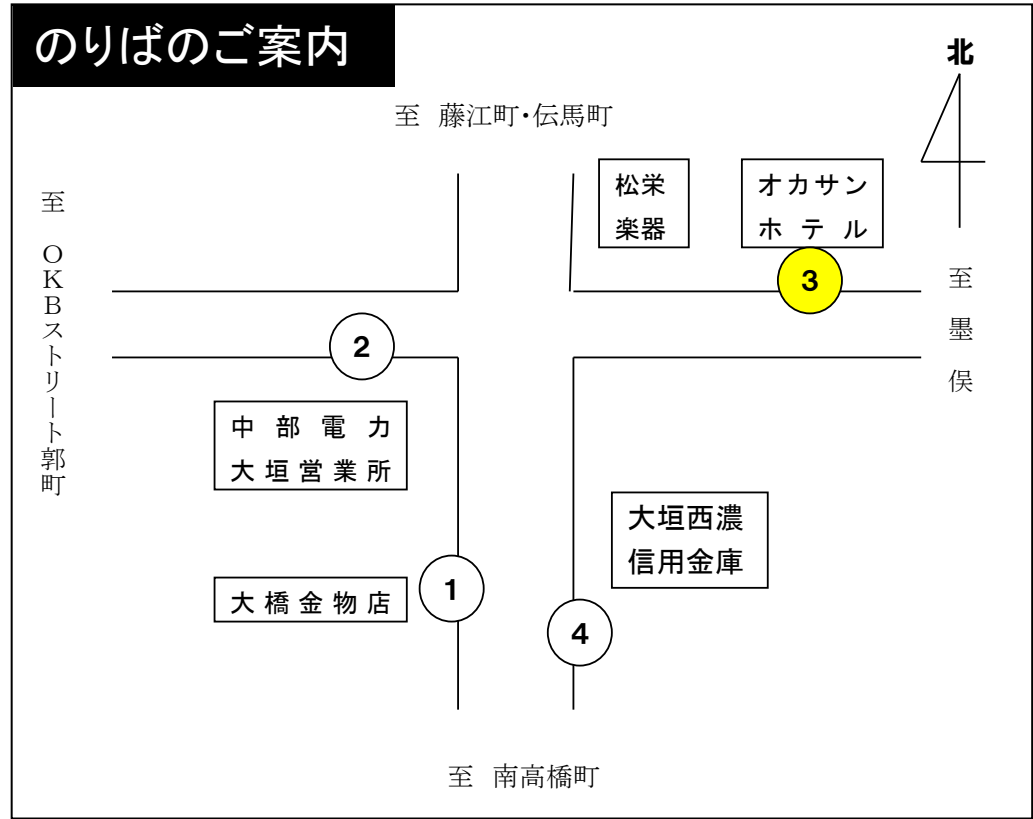 のりばのご案内
北
至 藤江町・伝馬町
松栄
楽器
オカサン
ホテル
3
至 OKBストリート郭町
至墨俣
2
中部電力
大垣営業所
大垣西濃
信用金庫
大橋金物店
1
4
至 南高橋町